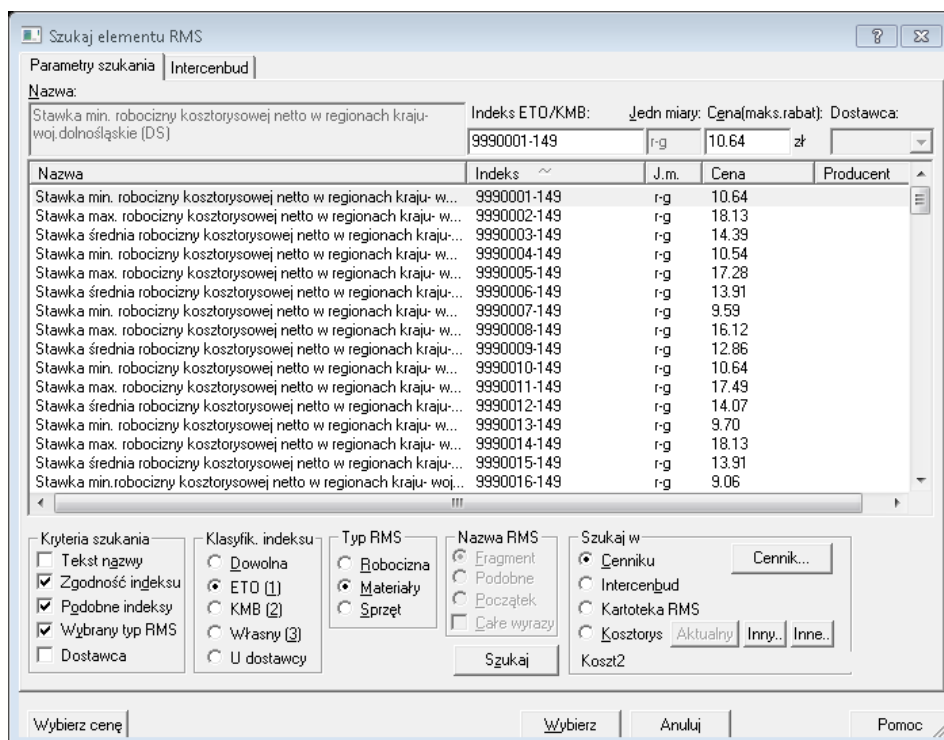 Szukaj elementu RMS
Parametry szukania Intercenbud
Nazwa: Indeks ETO/KMB: Jedn miary: Cena(maks.rabat): Dostawca:
Stawka min. robocizny kosztorysowej netto w regionach kraju-
woj.dolnośląskie (DS)
9990001-149 r-g 10.64 zł
Nazwa Indeks J.m. Cena Producent
Stawka min. robocizny kosztorysowej netto w regionach kraju- w... 9990001-149 r-g 10.64
Stawka max. robocizny kosztorysowej netto w regionach kraju- w... 9990002-149 r-g 18.13
Stawka średnia robocizny kosztorysowej netto w regionach kraju-... 9990003-149 r-g 14.39
Stawka min. robocizny kosztorysowej netto w regionach kraju- w... 9990004-149 r-g 10.54
Stawka max. robocizny kosztorysowej netto w regionach kraju- w... 9990005-149 r-g 17.28
Stawka średnia robocizny kosztorysowej netto w regionach kraju-... 9990006-149 r-g 13.91
Stawka min. robocizny kosztorysowej netto w regionach kraju- w... 9990007-149 r-g 9.59
Stawka max. robocizny kosztorysowej netto w regionach kraju- w... 9990008-149 r-g 16.12
Stawka średnia robocizny kosztorysowej netto w regionach kraju-... 9990009-149 r-g 12.86
Stawka min. robocizny kosztorysowej netto w regionach kraju- w... 9990010-149 r-g 10.64
Stawka max. robocizny kosztorysowej netto w regionach kraju- w... 9990011-149 r-g 17.49
Stawka średnia robocizny kosztorysowej netto w regionach kraju-... 9990012-149 r-g 14.07
Stawka min. robocizny kosztorysowej netto w regionach kraju- w... 9990013-149 r-g 9.70
Stawka max. robocizny kosztorysowej netto w regionach kraju- w... 9990014-149 r-g 18.13
Stawka średnia robocizny kosztorysowej netto w regionach kraju-... 9990015-149 r-g 13.91
Stawka min.robocizny kosztorysowej netto w regionach kraju- woj... 9990016-149 r-g 9.06
Kryteria szukania
Tekst nazwy
Zgodność indeksu
Podobne indeksy
Wybrany typ RMS
Dostawca
Klasyfik. indeksu
Dowolna
ETO (1)
KMB (2)
Własny (3)
U dostawcy
Typ RMS
Robocizna
Materiały
Sprzęt
Nazwa RMS
Fragment
Podobne
Początek
Całe wyrazy
Szukaj
Szukaj w
Cenniku Cennik...
Intercenbud
Kartoteka RMS
Kosztorys Aktualny Inny.. Inne..
Koszt2
Wybierz cenę Wybierz Anuluj Pomoc